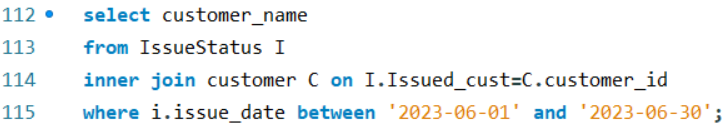 112 select customer_name
113 from IssueStatus I
114 inner join customer C on I.Issued_cust=C.customer_id
115 where i.issue_date between '2023-06-01' and '2023-06-30';